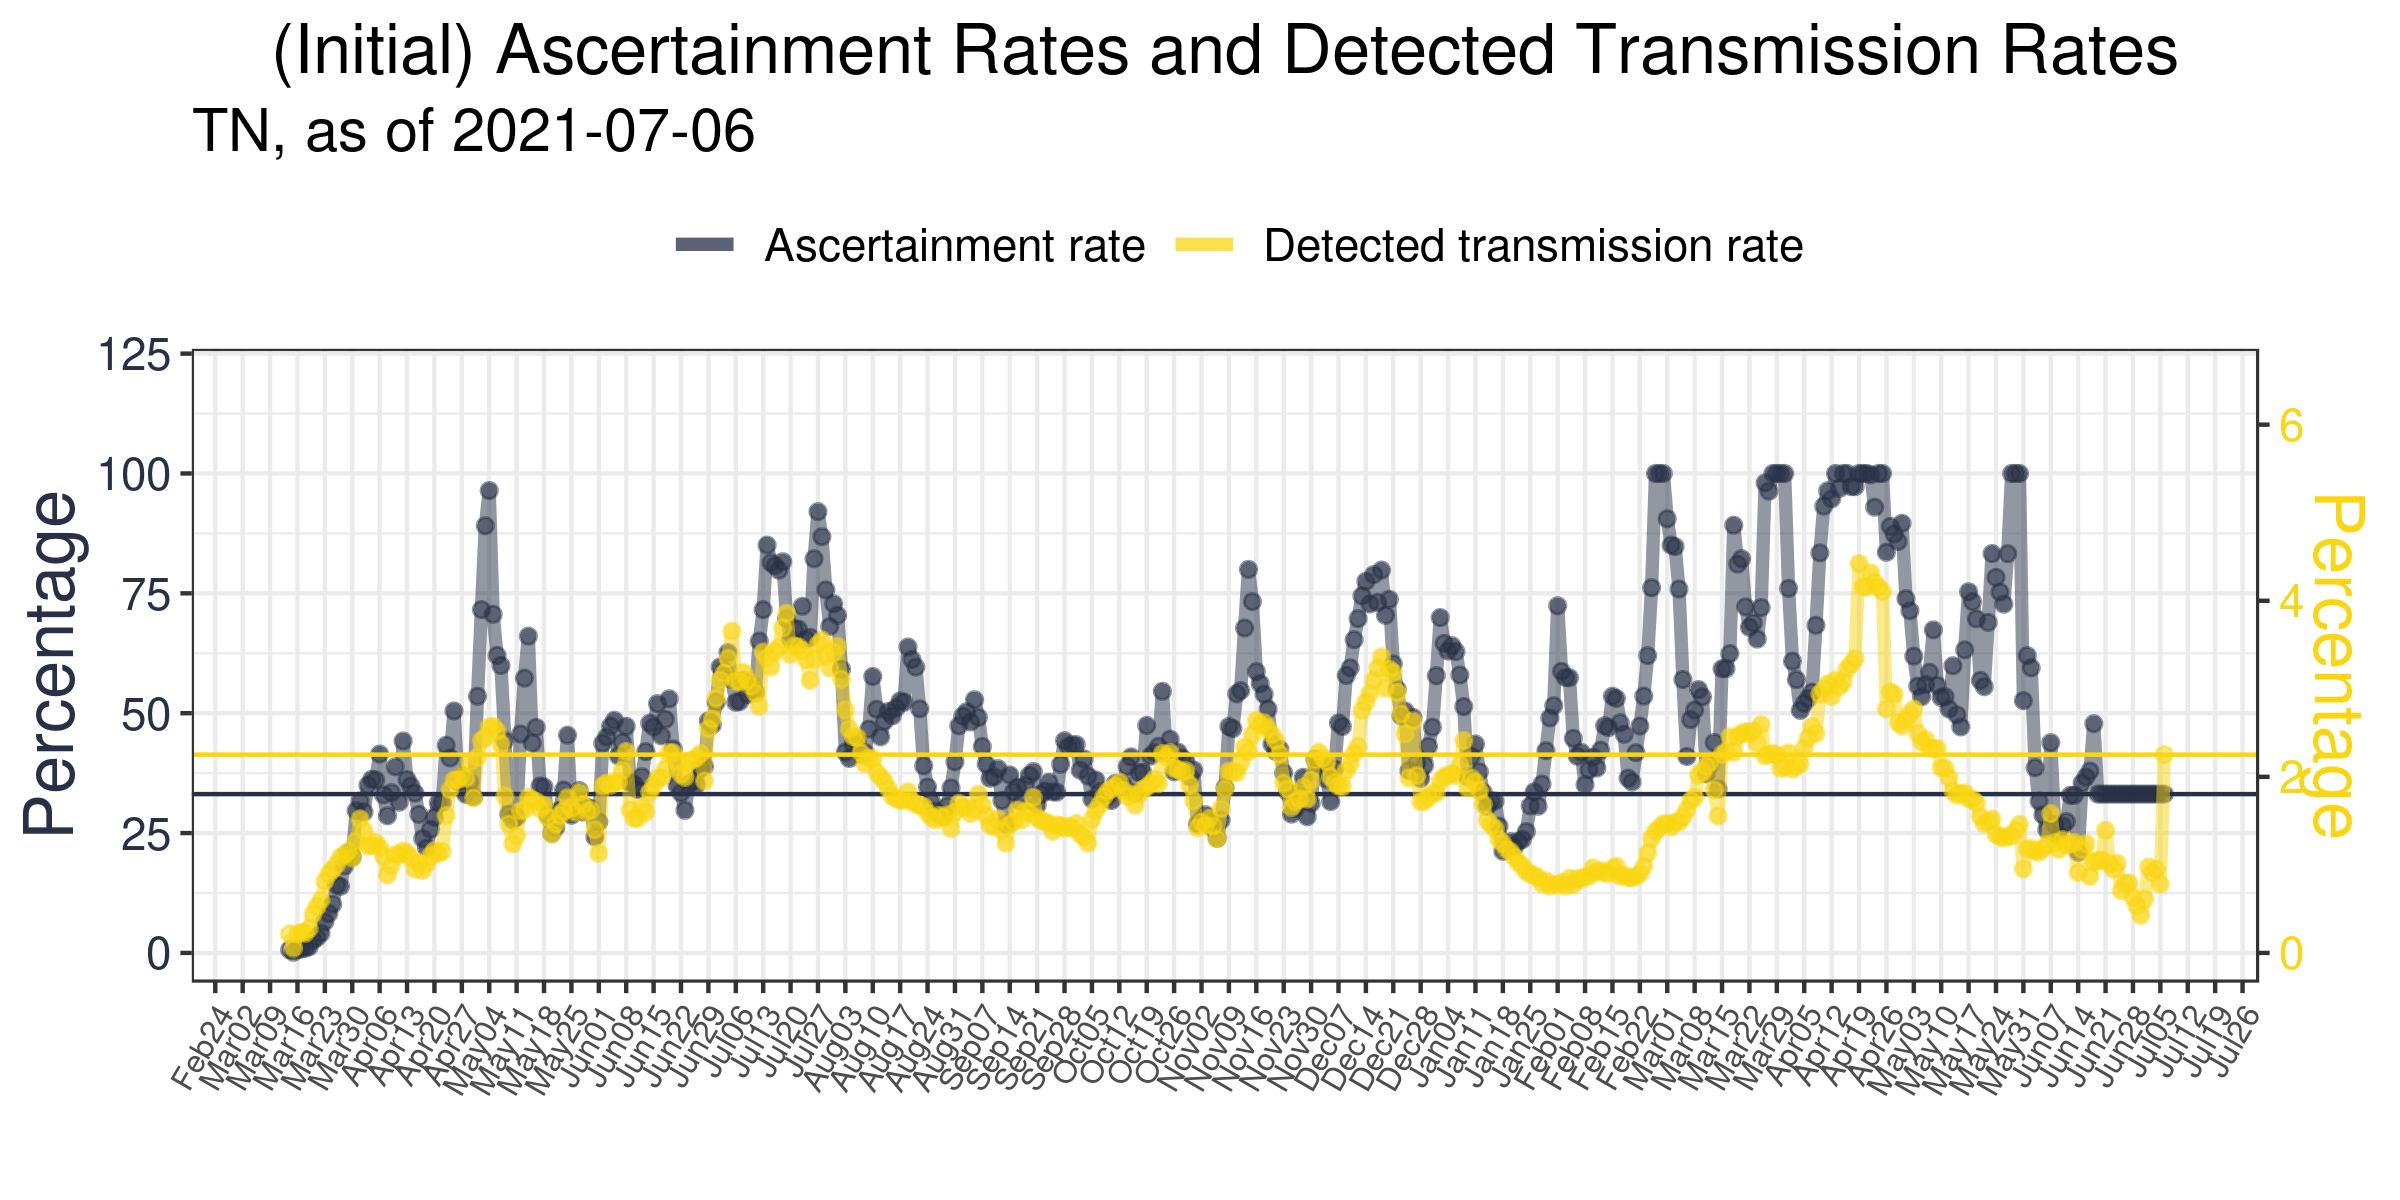 (Initial) Ascertainment Rates and Detected Transmission Rates
TN, as of 2021-07-06
Ascertainment rate
Detected transmission rate
125
100
75
50
25
0
Percentage
6
4
2
0
Percentage
Feb24
Mar02
Mar09
Mar16
Mar23
Mar30
Apr06
Apr13
Apr20
Apr27
May04
May11
May18
May25
Jun01
Jun08
Jun15
Jun22
Jun29
Jul06
Jul13
Jul20
Jul27
Aug03
Aug10
Aug17
Aug24
Aug31
Sep07
Sep14
Sep21
Sep28
Oct05
Oct12
Oct19
Oct26
Nov02
Nov09
Nov16
Nov23
Nov30
Dec07
Dec14
Dec21
Dec28
Jan04
Jan11
Jan18
Jan25
Feb01
Feb08
Feb15
Feb22
Mar01
Mar08
Mar15
Mar22
Mar29
Apr05
Apr12
Apr19
Apr26
May03
May10
May17
May24
May31
Jun07
Jun14
Jun21
Jun28
Jul05
Jul12
Jul19
Jul26